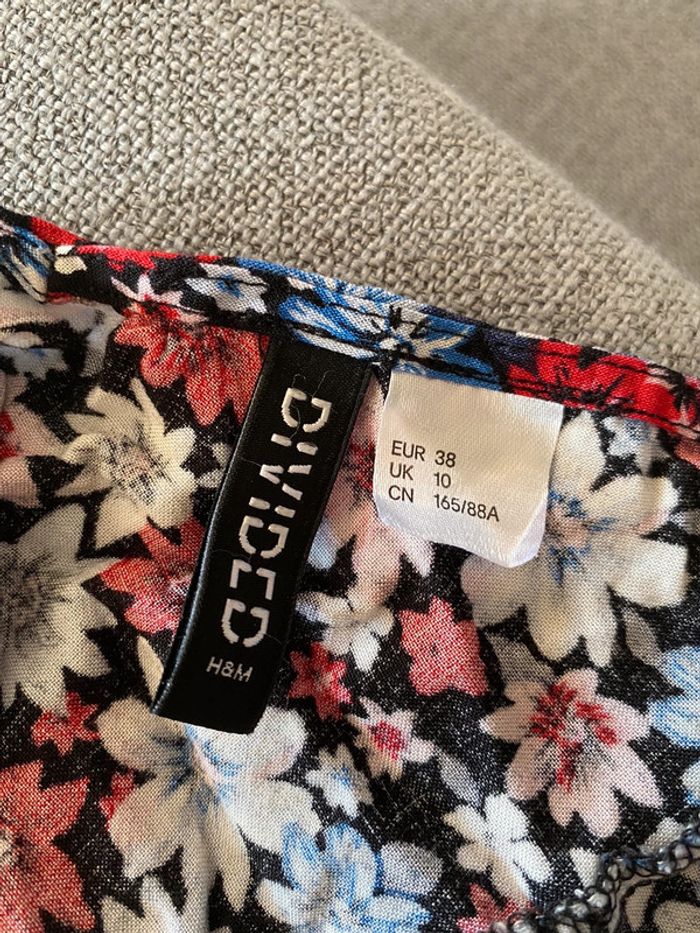 DIVIDED
H&M
EUR 38
UK 10
CN 165/88A